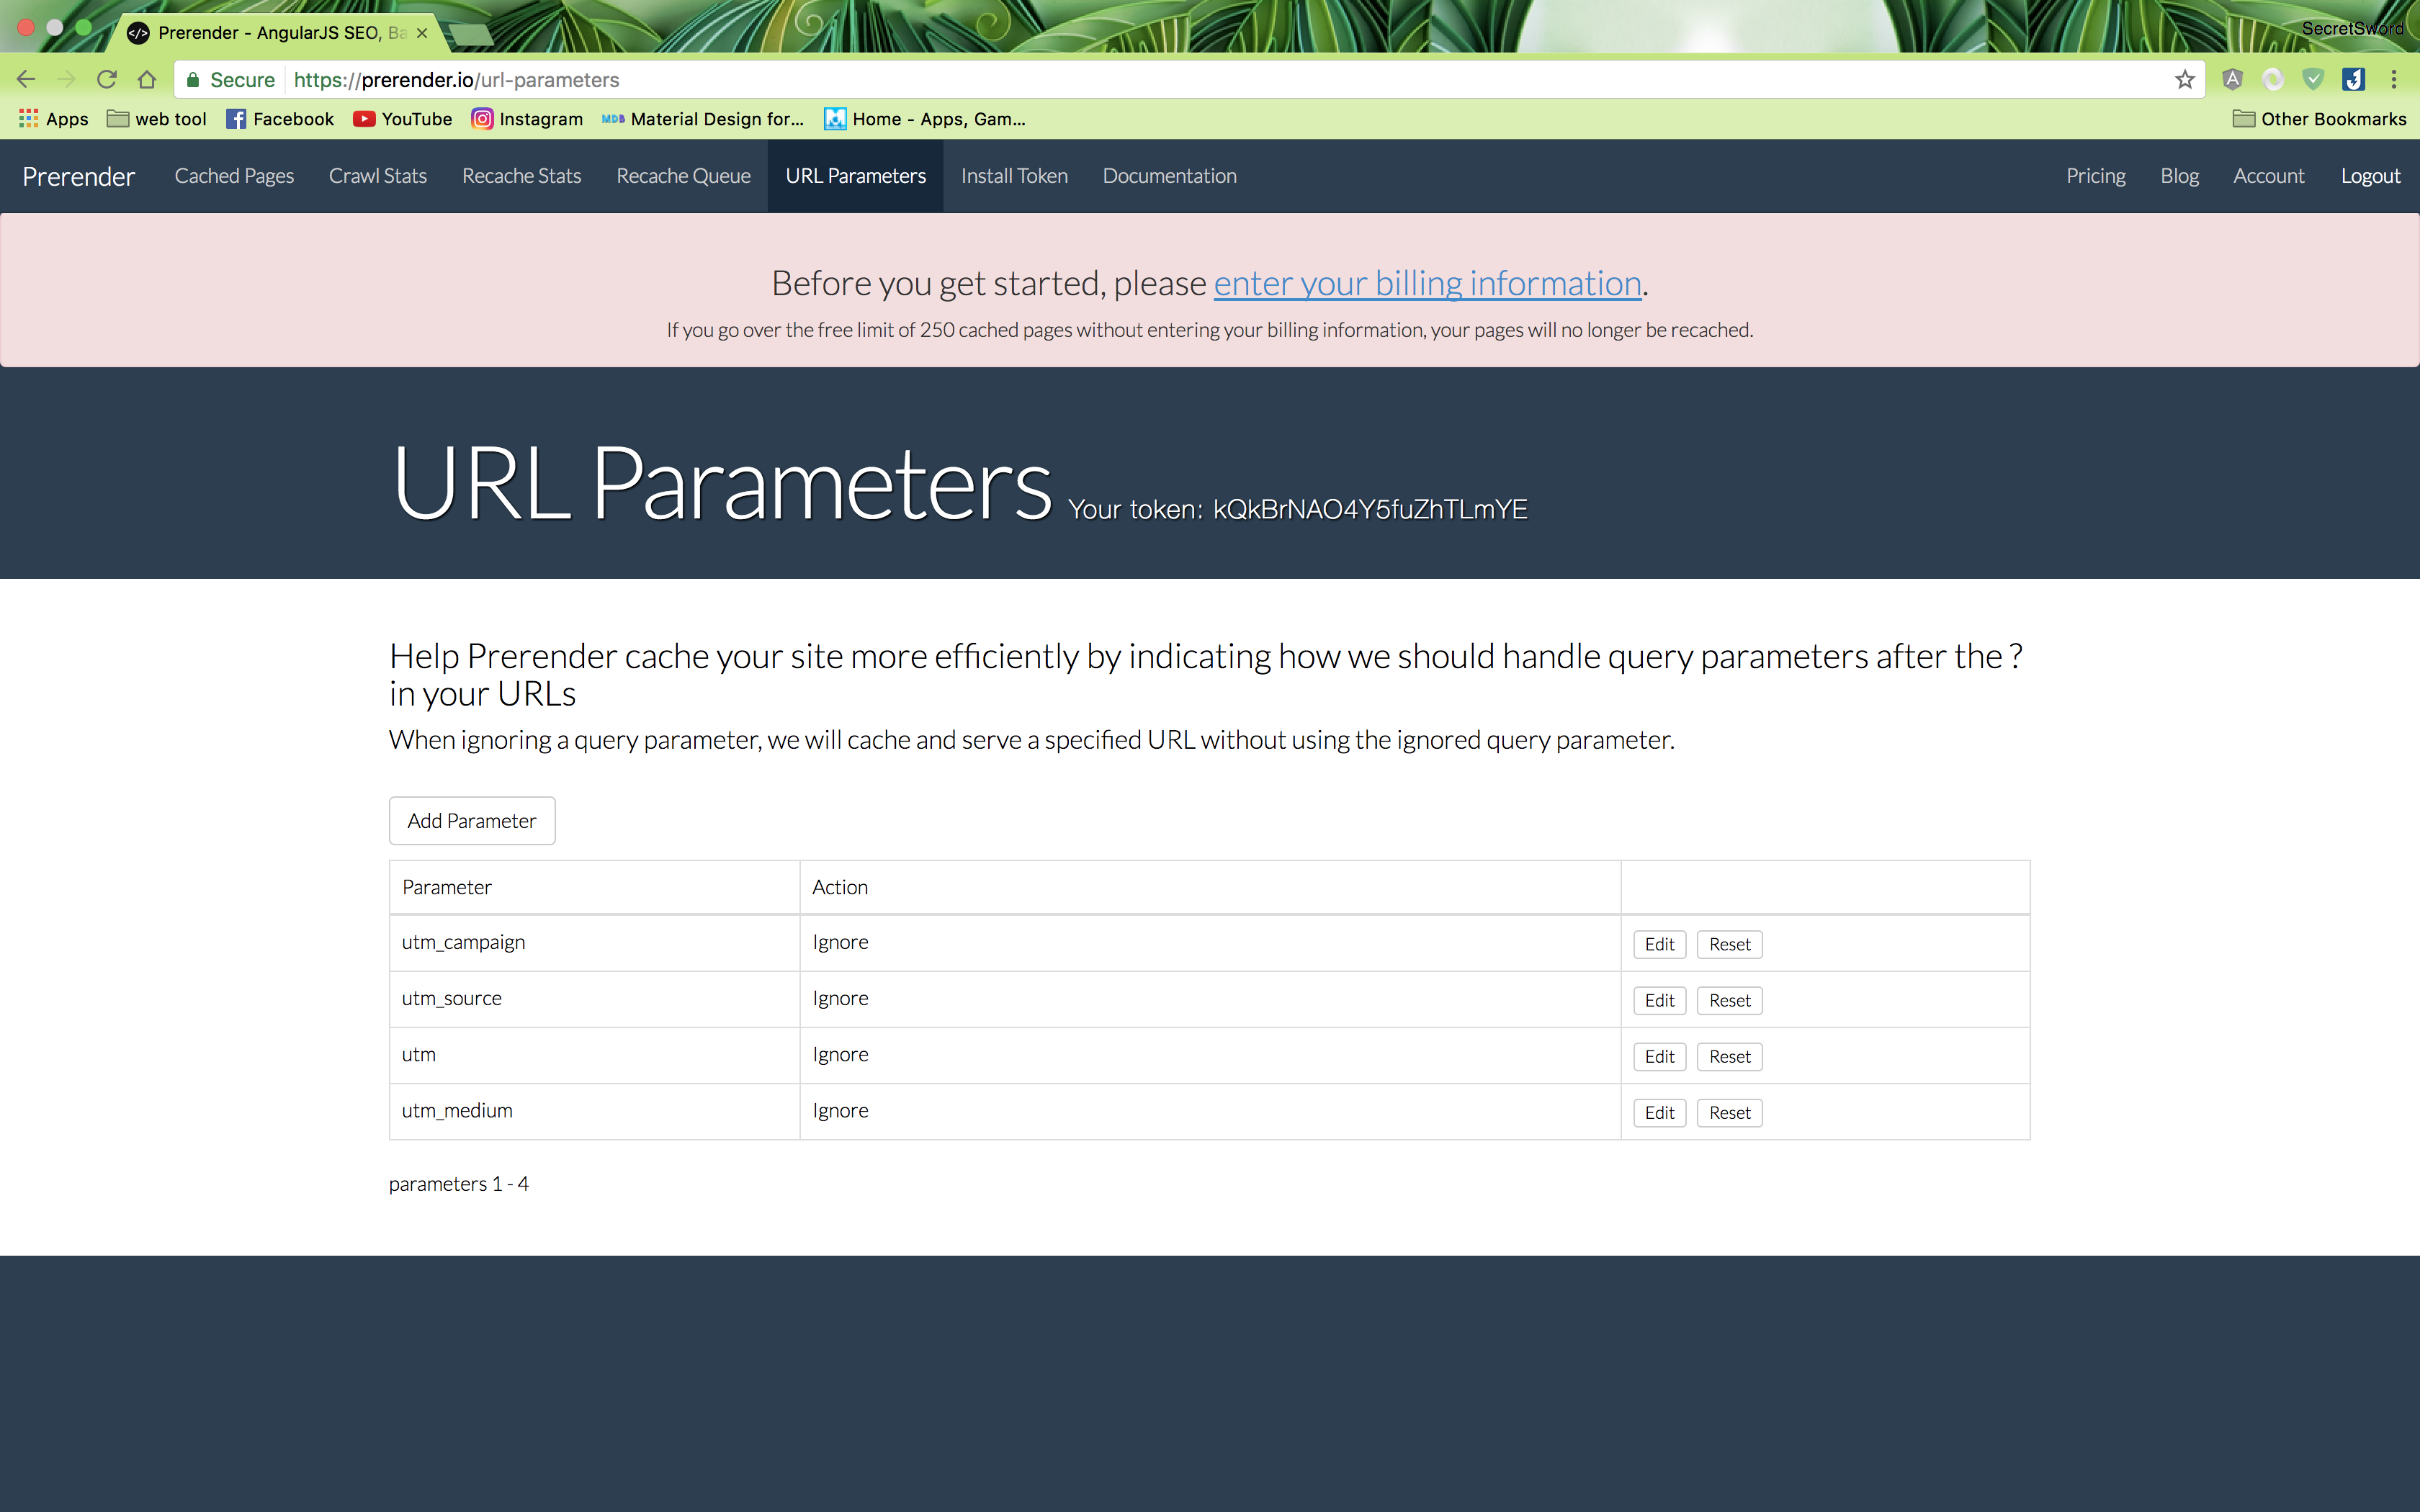 Prerender - AngularJS SEO, Ba
SecretSword
Secure https://prerender.io/url-parameters
Apps web tool Facebook YouTube Instagram MDB Material Design for... Home - Apps, Gam... Other Bookmarks
Prerender Cached Pages Crawl Stats Recache Stats Recache Queue URL Parameters Install Token Documentation Pricing Blog Account Logout
Before you get started, please enter your billing information.
If you go over the free limit of 250 cached pages without entering your billing information, your pages will no longer be recached.
URL Parameters Your token: kQkBrNAO4Y5fuZhTLmYE
Help Prerender cache your site more efficiently by indicating how we should handle query parameters after the ?
in your URLs
When ignoring a query parameter, we will cache and serve a specified URL without using the ignored query parameter.
Add Parameter
Parameter Action
utm_campaign Ignore Edit Reset
utm_source Ignore Edit Reset
utm Ignore Edit Reset
utm_medium Ignore Edit Reset
parameters 1 - 4